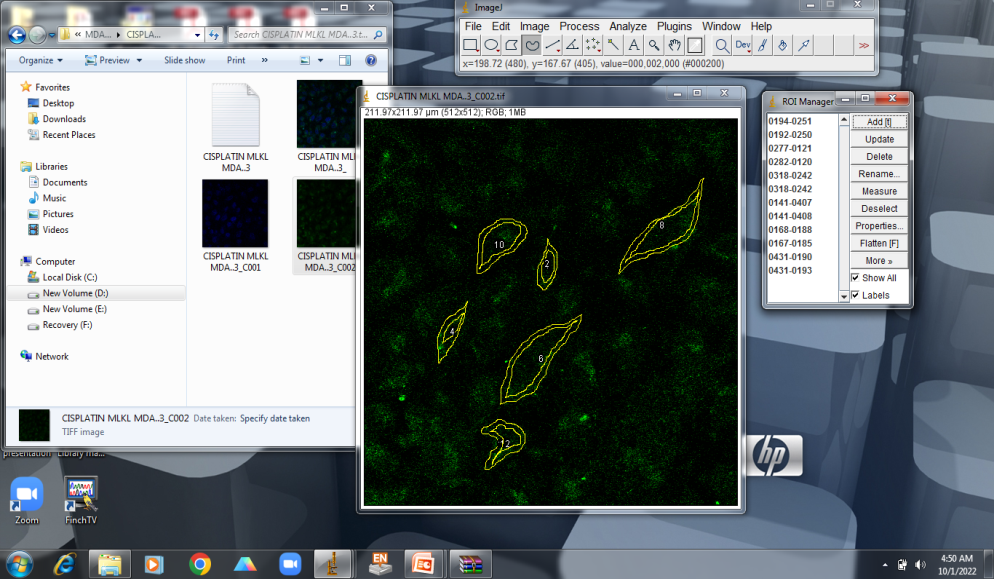 « MDA... ▸ CISPLA...
Search CISPLATIN MLKL MDA...3.t...
Organize
Preview
Slide show
Print
»
Favorites
Desktop
Downloads
Recent Places
Libraries
Documents
Music
Pictures
Videos
Computer
Local Disk (C:)
New Volume (D:)
New Volume (E:)
Recovery (F:)
Network
CISPLATIN MLKL
MDA...3
CISPLATIN MLK
MDA...3_
CISPLATIN MLKL
MDA...3_C001
CISPLATIN MLK
MDA...3_C002
CISPLATIN MLKL MDA...3_C002 Date taken: Specify date taken
TIFF image
ImageJ
File Edit Image Process Analyze Plugins Window Help
A Dev >>
x=198.72 (480), y=167.67 (405), value=000,002,000 (#000200)
CISPLATIN MLKL MDA...3_C002.tif
211.97x211.97 µm (512x512); RGB; 1MB
8
10
2
4
6
12
ROI Manager
0194-0251
0192-0250
0277-0121
0282-0120
0318-0242
0318-0242
0141-0407
0141-0408
0168-0188
0167-0185
0431-0190
0431-0193
Add [t]
Update
Delete
Rename...
Measure
Deselect
Properties...
Flatten [F]
More »
Show All
Labels
hp
presentation
Library ma...
Zoom
FinchTV
EN
4:50 AM
10/1/2022